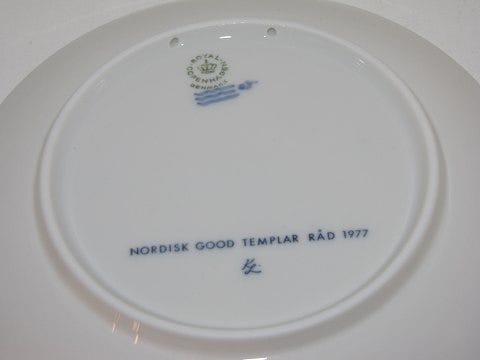 ROYAL
COPENHAGEN
DENMARK
NORDISK GOOD TEMPLAR RÅD 1977